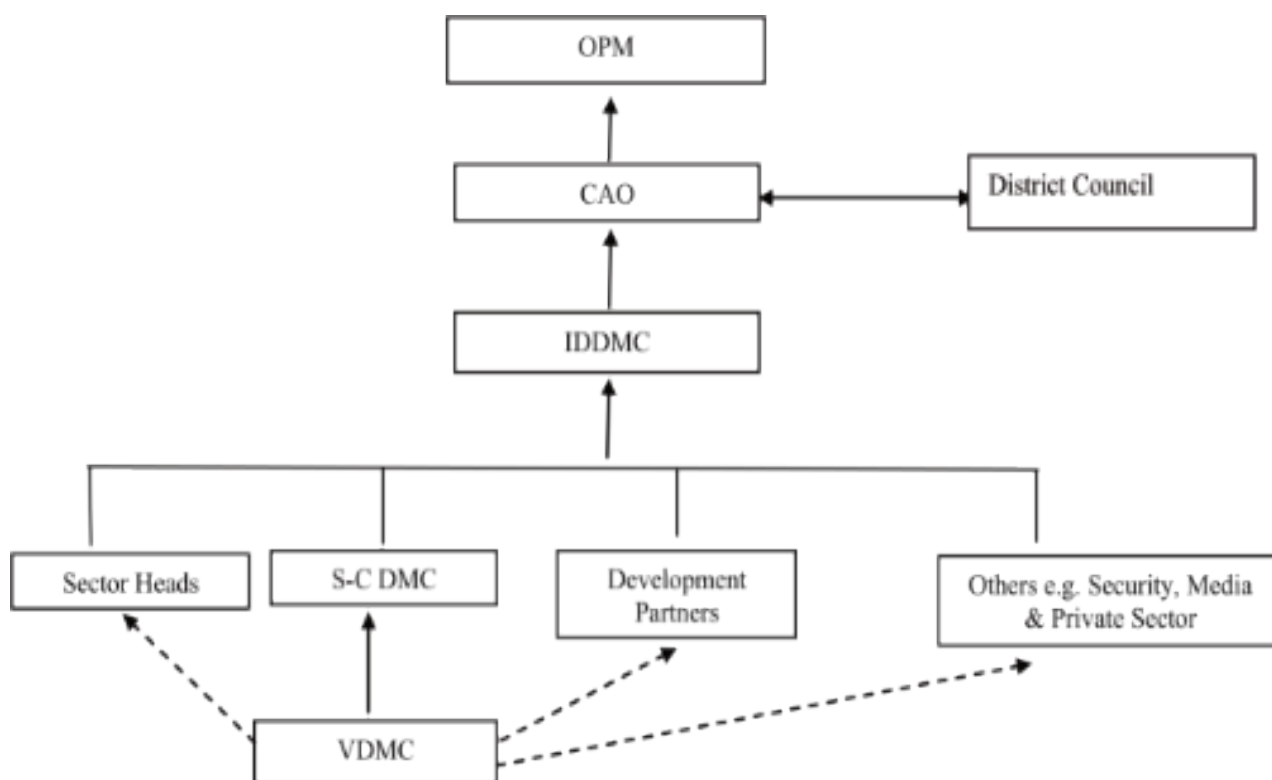 OPM
CAO
District Council
IDDMC
Sector Heads
S-C DMC
Development
Partners
Others e.g. Security, Media
& Private Sector
VDMC